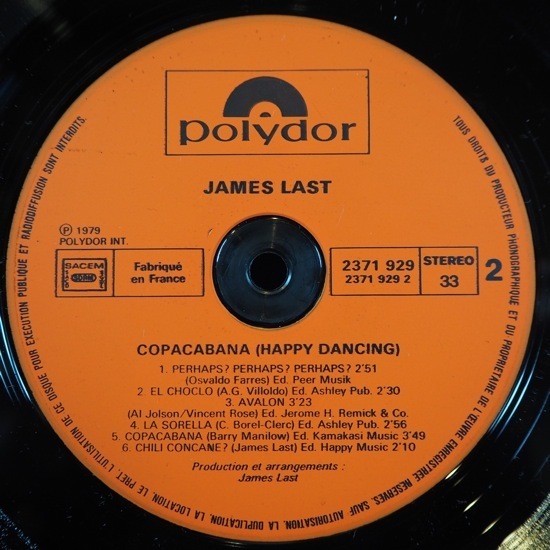 polydor
JAMES LAST
℗ 1979
POLYDOR INT.
SACEM
SDRM
Fabriqué
en France
2371 929
2371 929 2
STEREO
33
2
COPACABANA (HAPPY DANCING)
1. PERHAPS? PERHAPS? PERHAPS? 2'51
(Osvaldo Farres) Ed. Peer Musik
2. EL CHOCLO (A.G. Villoldo) Ed. Ashley Pub. 2'30
3. AVALON 3'23
(Al Jolson/Vincent Rose) Ed. Jerome H. Remick & Co.
4. LA SORELLA (C. Borel-Clerc) Ed. Ashley Pub. 2'56
5. COPACABANA (Barry Manilow) Ed. Kamakasi Music 3'49
6. CHILI CONCANE? (James Last) Ed. Happy Music 2'10
Production et arrangements :
James Last
TOUS DROITS DU PRODUCTEUR PHONOGRAPHIQUE ET DU PROPRIETAIRE DE L'ŒUVRE ENREGISTREE RESERVES. SAUF AUTORISATION, LA DUPLICATION, LA LOCATION, LE PRET, L'UTILISATION DE CE DISQUE POUR EXECUTION PUBLIQUE ET RADIODIFFUSION SONT INTERDITS.